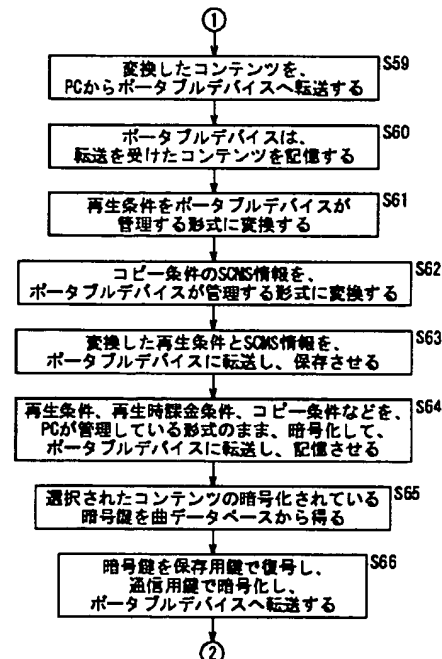 ①
変換したコンテンツを、
PCからポータブルデバイスへ転送する
S59
ポータブルデバイスは、
転送を受けたコンテンツを記憶する
S60
再生条件をポータブルデバイスが
管理する形式に変換する
S61
コピー条件のSCMS情報を、
ポータブルデバイスが管理する形式に変換する
S62
変換した再生条件とSCMS情報を、
ポータブルデバイスに転送し、保存させる
S63
再生条件、再生時課金条件、コピー条件などを、
PCが管理している形式のまま、暗号化して、
ポータブルデバイスに転送し、記憶させる
S64
選択されたコンテンツの暗号化されている
暗号鍵を曲データベースから得る
S65
暗号鍵を保存用鍵で復号し、
通信用鍵で暗号化し、
ポータブルデバイスへ転送する
S66
②